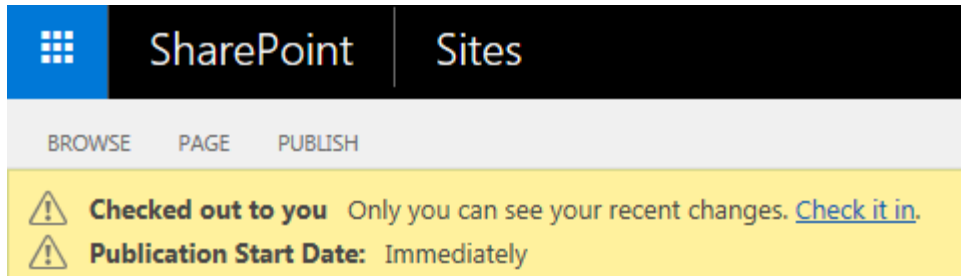 SharePoint Sites
BROWSE PAGE PUBLISH
Checked out to you Only you can see your recent changes. Check it in.
Publication Start Date: Immediately